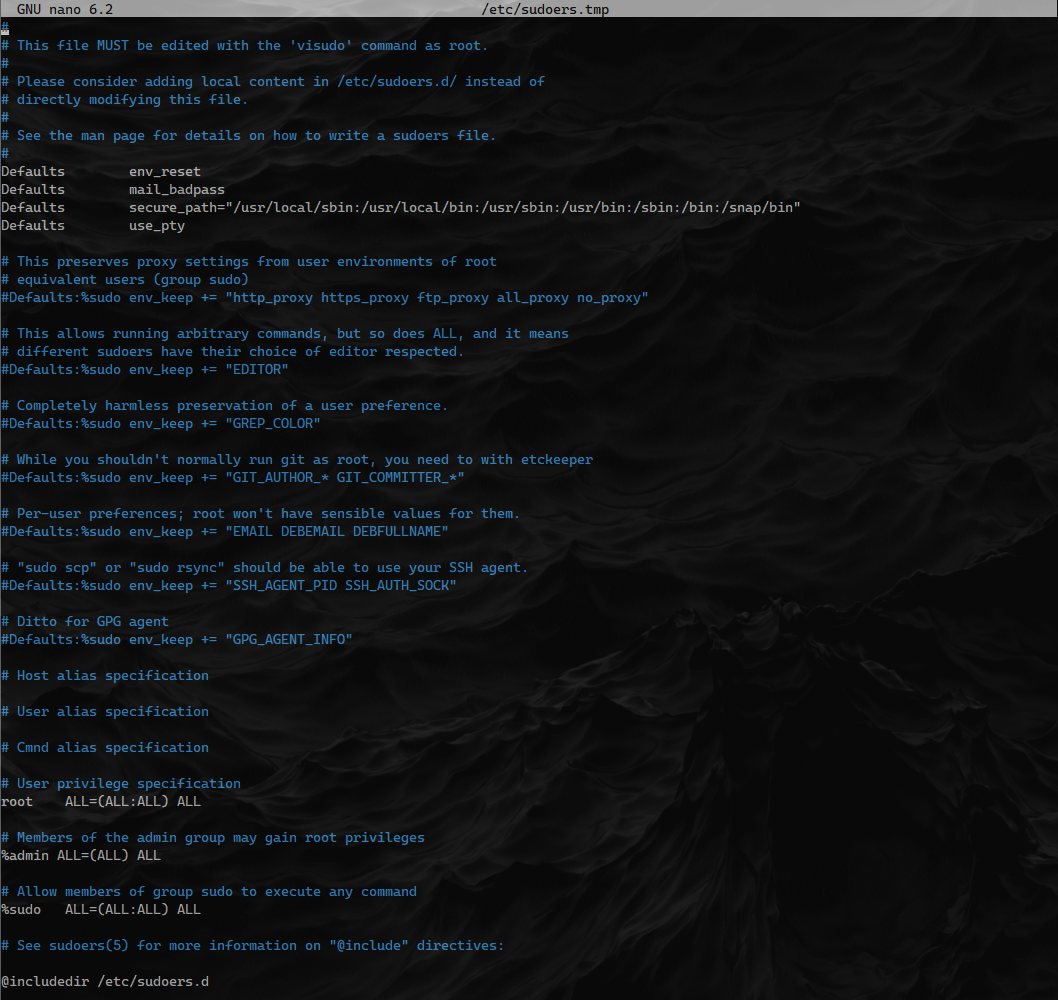 GNU nano 6.2 /etc/sudoers.tmp
#
# This file MUST be edited with the 'visudo' command as root.
#
# Please consider adding local content in /etc/sudoers.d/ instead of
# directly modifying this file.
#
# See the man page for details on how to write a sudoers file.
#
Defaults        env_reset
Defaults        mail_badpass
Defaults        secure_path="/usr/local/sbin:/usr/local/bin:/usr/sbin:/usr/bin:/sbin:/bin:/snap/bin"
Defaults        use_pty

# This preserves proxy settings from user environments of root
# equivalent users (group sudo)
#Defaults:%sudo env_keep += "http_proxy https_proxy ftp_proxy all_proxy no_proxy"

# This allows running arbitrary commands, but so does ALL, and it means
# different sudoers have their choice of editor respected.
#Defaults:%sudo env_keep += "EDITOR"

# Completely harmless preservation of a user preference.
#Defaults:%sudo env_keep += "GREP_COLOR"

# While you shouldn't normally run git as root, you need to with etckeeper
#Defaults:%sudo env_keep += "GIT_AUTHOR_* GIT_COMMITTER_*"

# Per-user preferences; root won't have sensible values for them.
#Defaults:%sudo env_keep += "EMAIL DEBEMAIL DEBFULLNAME"

# "sudo scp" or "sudo rsync" should be able to use your SSH agent.
#Defaults:%sudo env_keep += "SSH_AGENT_PID SSH_AUTH_SOCK"

# Ditto for GPG agent
#Defaults:%sudo env_keep += "GPG_AGENT_INFO"

# Host alias specification

# User alias specification

# Cmnd alias specification

# User privilege specification
root    ALL=(ALL:ALL) ALL

# Members of the admin group may gain root privileges
%admin ALL=(ALL) ALL

# Allow members of group sudo to execute any command
%sudo   ALL=(ALL:ALL) ALL

# See sudoers(5) for more information on "@include" directives:

@includedir /etc/sudoers.d